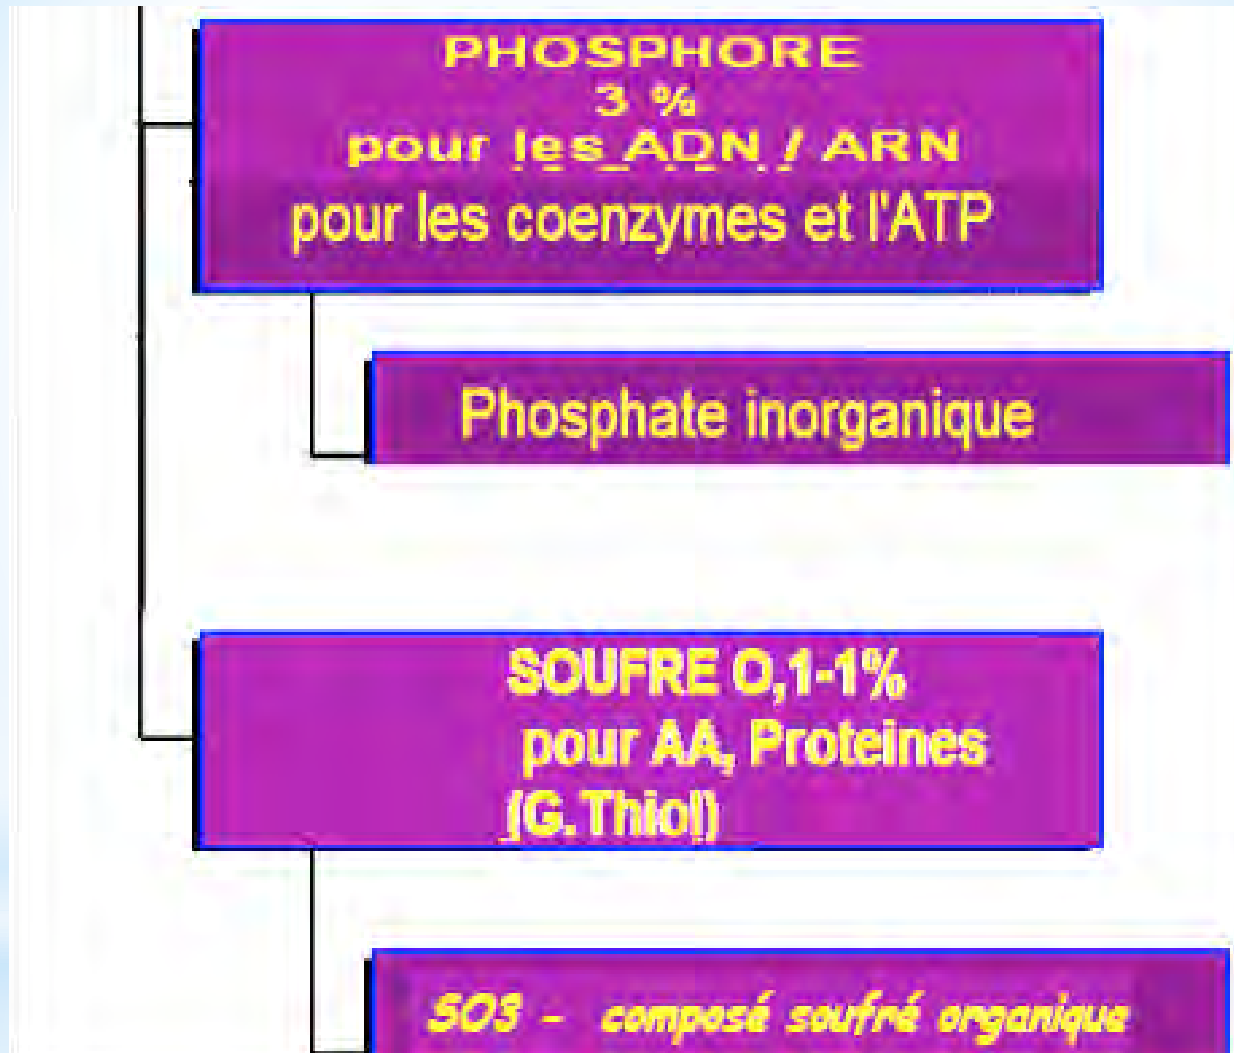 PHOSPHORE
3 %
pour les ADN / ARN
pour les coenzymes et l'ATP
Phosphate inorganique
SOUFRE O,1-1%
pour AA, Proteines
(G.Thiol)
SO3 - composé soufré organique